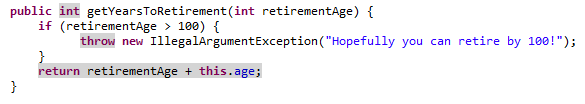 public int getYearsToRetirement(int retirementAge) {
    if (retirementAge > 100) {
        throw new IllegalArgumentException("Hopefully you can retire by 100!");
    }
    return retirementAge + this.age;
}